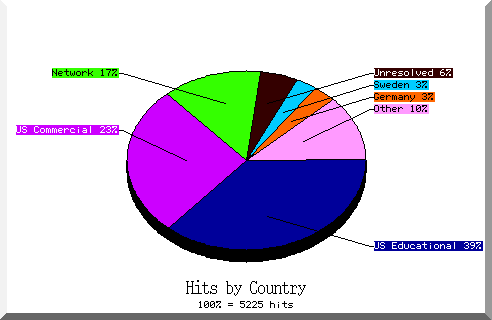 Network 17%
Unresolved 6%
Sweden 3%
Germany 3%
Other 10%
US Commercial 23%
US Educational 39%
Hits by Country
100% = 5225 hits